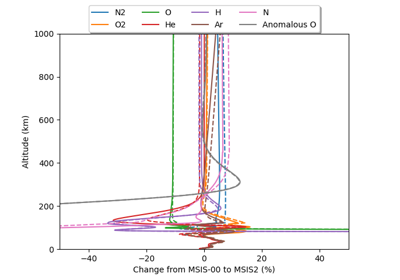 N2 O H N
O2 He Ar Anomalous O
1000
800
600
400
200
0
Altitude (km)
−40 −20 0 20 40
Change from MSIS-00 to MSIS2 (%)